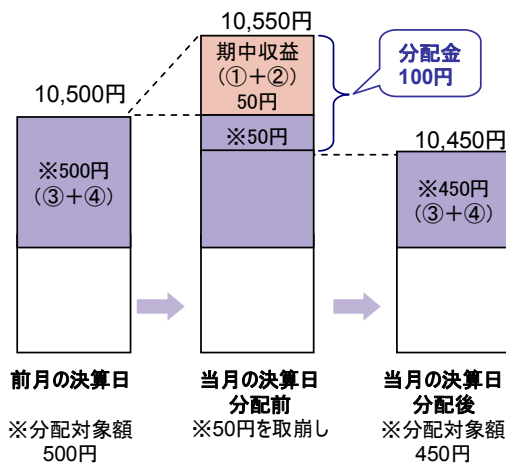 10,550円
期中収益
(①+②)
50円
分配金
100円
10,500円
※50円
10,450円
※500円
(③+④)
※450円
(③+④)
前月の決算日
当月の決算日
分配前
当月の決算日
分配後
※分配対象額
500円
※50円を取崩し
※分配対象額
450円